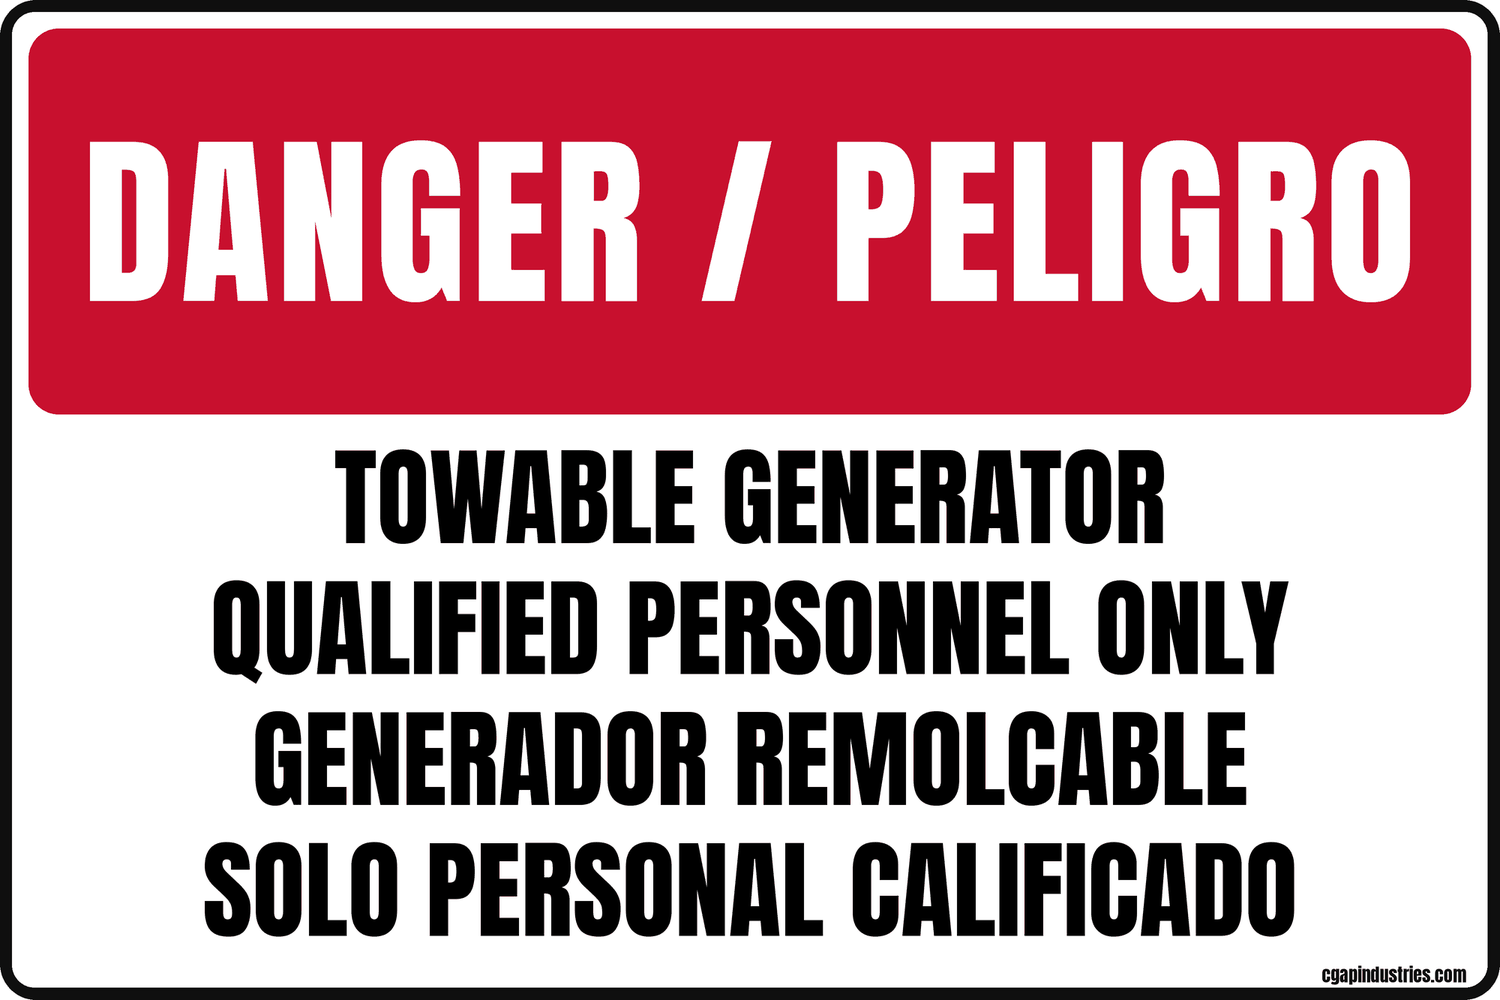 DANGER / PELIGRO
TOWABLE GENERATOR
QUALIFIED PERSONNEL ONLY
GENERADOR REMOLCABLE
SOLO PERSONAL CALIFICADO
cgapindustries.com